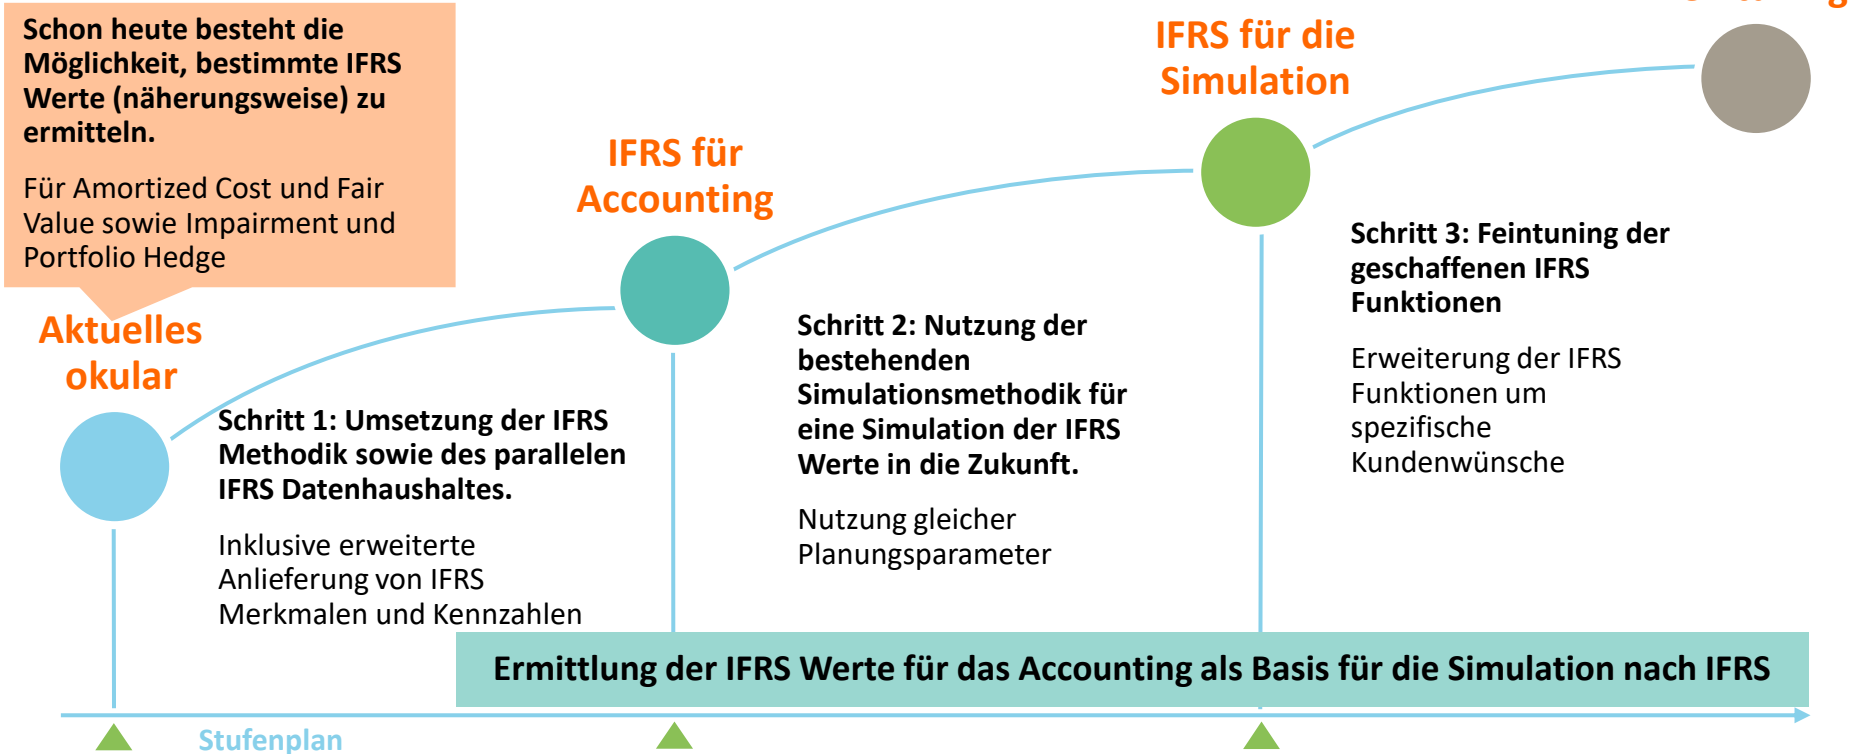 Schon heute besteht die
Möglichkeit, bestimmte IFRS
Werte (näherungsweise) zu
ermitteln.
Für Amortized Cost und Fair
Value sowie Impairment und
Portfolio Hedge
Aktuelles
okular
Schritt 1: Umsetzung der IFRS
Methodik sowie des parallelen
IFRS Datenhaushaltes.
Inklusive erweiterte
Anlieferung von IFRS
Merkmalen und Kennzahlen
IFRS für
Accounting
Schritt 2: Nutzung der
bestehenden
Simulationsmethodik für
eine Simulation der IFRS
Werte in die Zukunft.
Nutzung gleicher
Planungsparameter
IFRS für die
Simulation
Schritt 3: Feintuning der
geschaffenen IFRS
Funktionen
Erweiterung der IFRS
Funktionen um
spezifische
Kundenwünsche
Ermittlung der IFRS Werte für das Accounting als Basis für die Simulation nach IFRS
Stufenplan